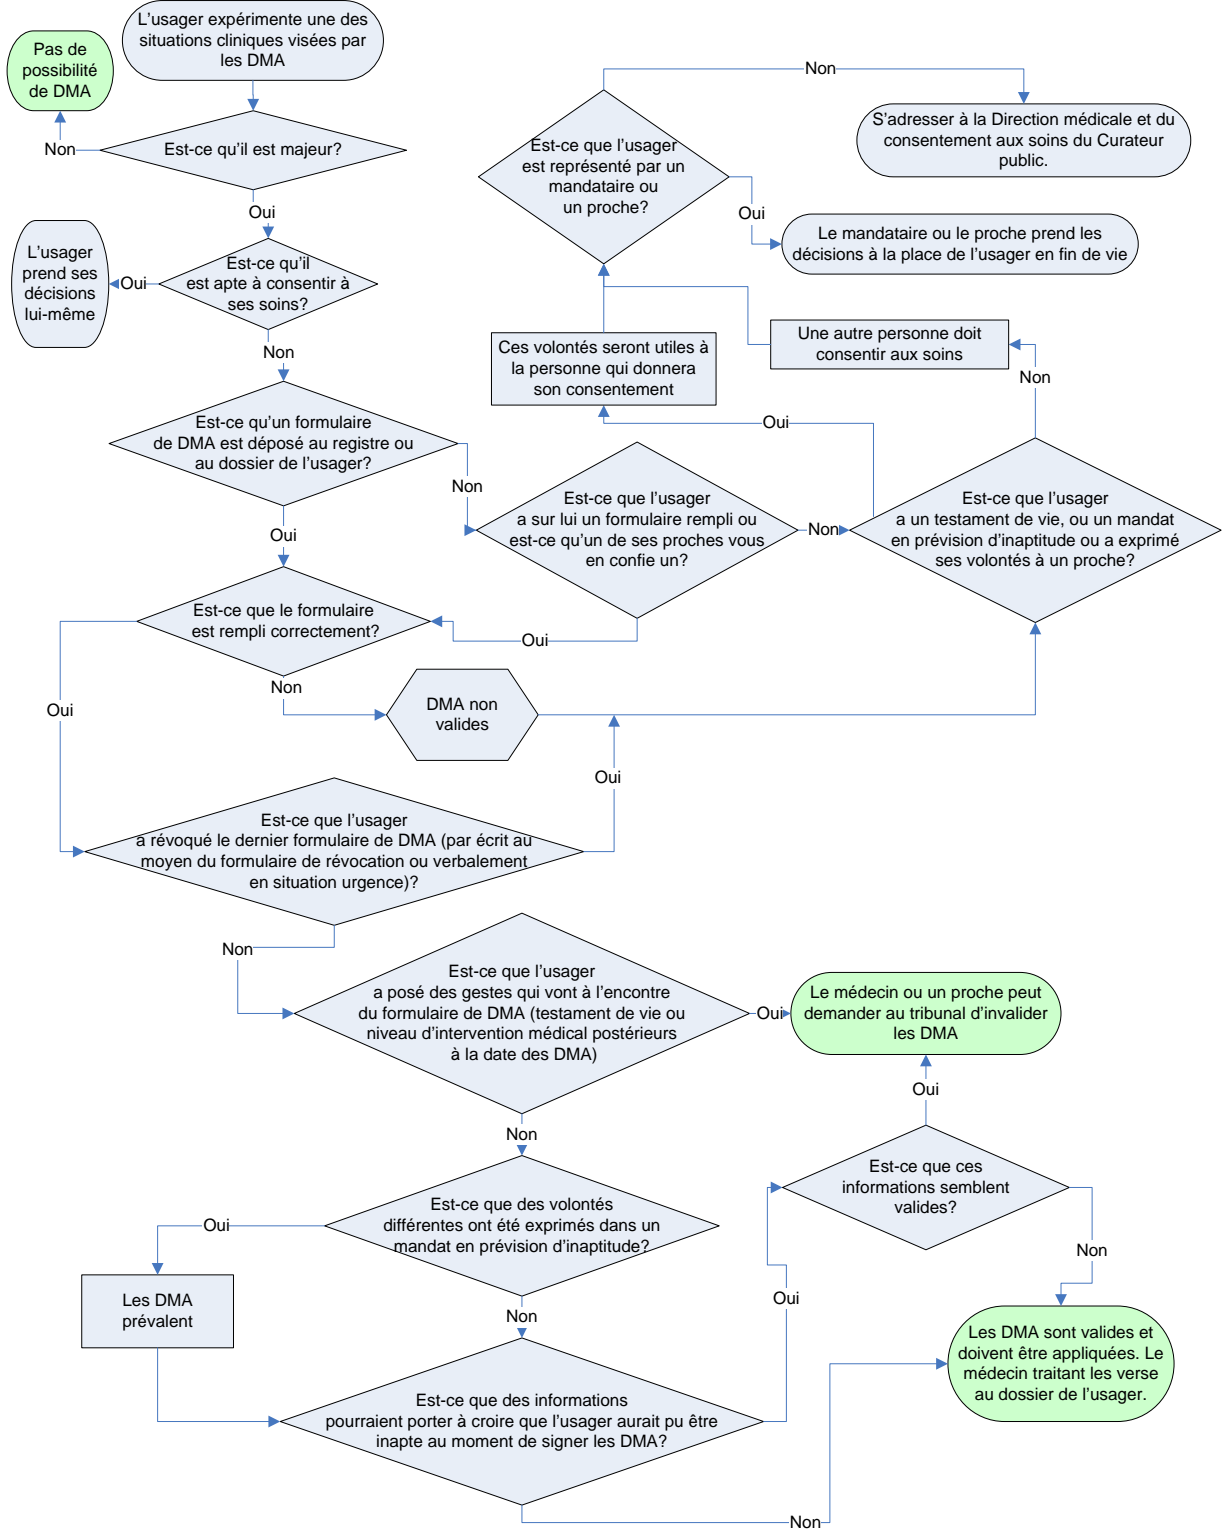 L'usager expérimente une des
situations cliniques visées par
les DMA
Pas de
possibilité
de DMA
Non
Est-ce qu'il est majeur?
Oui
L'usager
prend ses
décisions
lui-même
Oui
Est-ce qu'il
est apte à consentir à
ses soins?
Non
Est-ce qu'un formulaire
de DMA est déposé au registre ou
au dossier de l'usager?
Non
Oui
Est-ce que l'usager
a sur lui un formulaire rempli ou
est-ce qu'un de ses proches vous
en confie un?
Non
Oui
Est-ce que l'usager
a un testament de vie, ou un mandat
en prévision d'inaptitude ou a exprimé
ses volontés à un proche?
Oui
Non
Ces volontés seront utiles à
la personne qui donnera
son consentement
Une autre personne doit
consentir aux soins
Est-ce que l'usager
est représenté par un
mandataire ou
un proche?
Non
S'adresser à la Direction médicale et du
consentement aux soins du Curateur
public.
Oui
Le mandataire ou le proche prend les
décisions à la place de l'usager en fin de vie
Est-ce que le formulaire
est rempli correctement?
Non
DMA non
valides
Oui
Oui
Est-ce que l'usager
a révoqué le dernier formulaire de DMA (par écrit au
moyen du formulaire de révocation ou verbalement
en situation urgence)?
Non
Est-ce que l'usager
a posé des gestes qui vont à l'encontre
du formulaire de DMA (testament de vie ou
niveau d'intervention médical postérieurs
à la date des DMA)
Oui
Le médecin ou un proche peut
demander au tribunal d'invalider
les DMA
Non
Oui
Est-ce que ces
informations semblent
valides?
Est-ce que des volontés
différentes ont été exprimés dans un
mandat en prévision d'inaptitude?
Oui
Non
Les DMA
prévalent
Non
Oui
Les DMA sont valides et
doivent être appliquées. Le
médecin traitant les verse
au dossier de l'usager.
Est-ce que des informations
pourraient porter à croire que l'usager aurait pu être
inapte au moment de signer les DMA?
Non